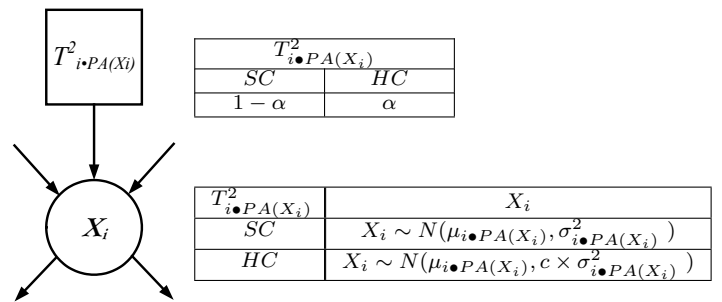 T²i•PA(Xi)
T²i•PA(Xi)
SC HC
1 − α α
Xi
T²i•PA(Xi) Xi
SC Xi ∼ N(μi•PA(Xi), σ²i•PA(Xi) )
HC Xi ∼ N(μi•PA(Xi), c × σ²i•PA(Xi) )